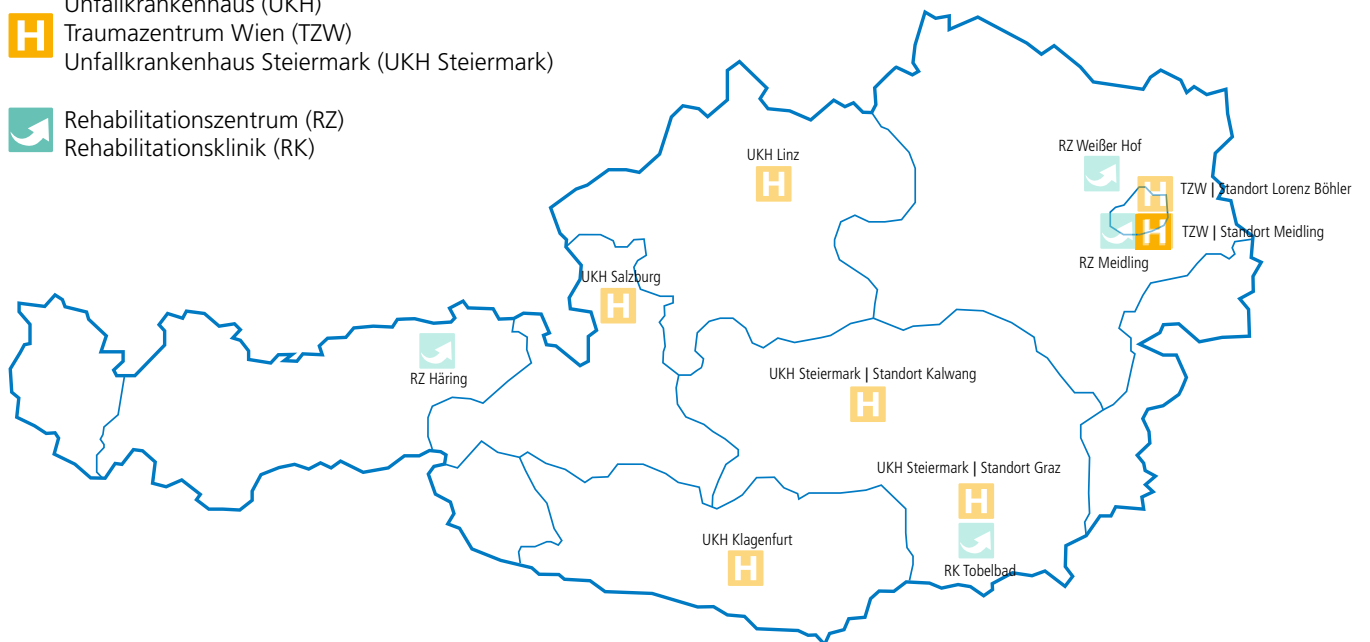 Unfallkrankenhaus (UKH)
H
Traumazentrum Wien (TZW)
Unfallkrankenhaus Steiermark (UKH Steiermark)
Rehabilitationszentrum (RZ)
Rehabilitationsklinik (RK)
RZ Weißer Hof
UKH Linz
H
H
TZW | Standort Lorenz Böhler
H
TZW | Standort Meidling
RZ Meidling
UKH Salzburg
H
RZ Häring
UKH Steiermark | Standort Kalwang
H
UKH Steiermark | Standort Graz
H
UKH Klagenfurt
H
RK Tobelbad